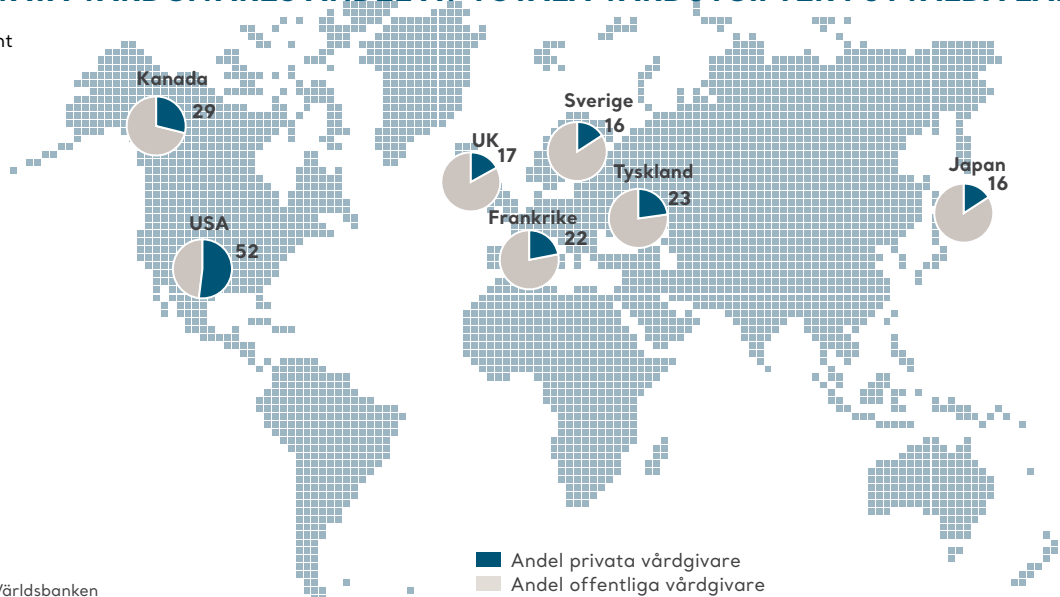 Kanada
29
Sverige
16
UK
17
Tyskland
23
Japan
16
Frankrike
22
USA
52
Andel privata vårdgivare
Andel offentliga vårdgivare
Världsbanken